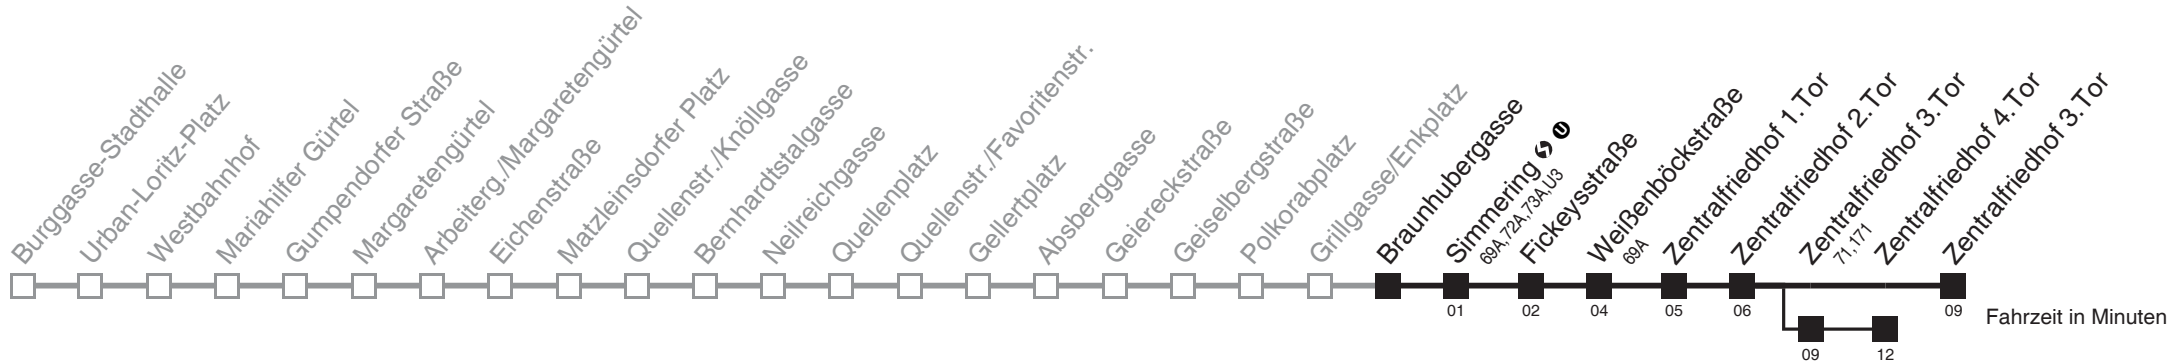 Burggasse-Stadthalle
Urban-Loritz-Platz
Westbahnhof
Mariahilfer Gürtel
Gumpendorfer Straße
Margaretengürtel
Arbeiterg./Margaretengürtel
Eichenstraße
Matzleinsdorfer Platz
Quellenstr./Knöllgasse
Bernhardtstalgasse
Neilreichgasse
Quellenplatz
Quellenstr./Favoritenstr.
Gellertplatz
Absberggasse
Geiereckstraße
Geiselbergstraße
Polkorabplatz
Grillgasse/Enkplatz
Braunhubergasse
Simmering S U
69A,72A,73A,U3
Fickeysstraße
Weißenböckstraße
69A
Zentralfriedhof 1.Tor
Zentralfriedhof 2.Tor
Zentralfriedhof 3.Tor
71,171
Zentralfriedhof 4.Tor
Zentralfriedhof 3.Tor
01 02 04 05 06 09
Fahrzeit in Minuten
09 12